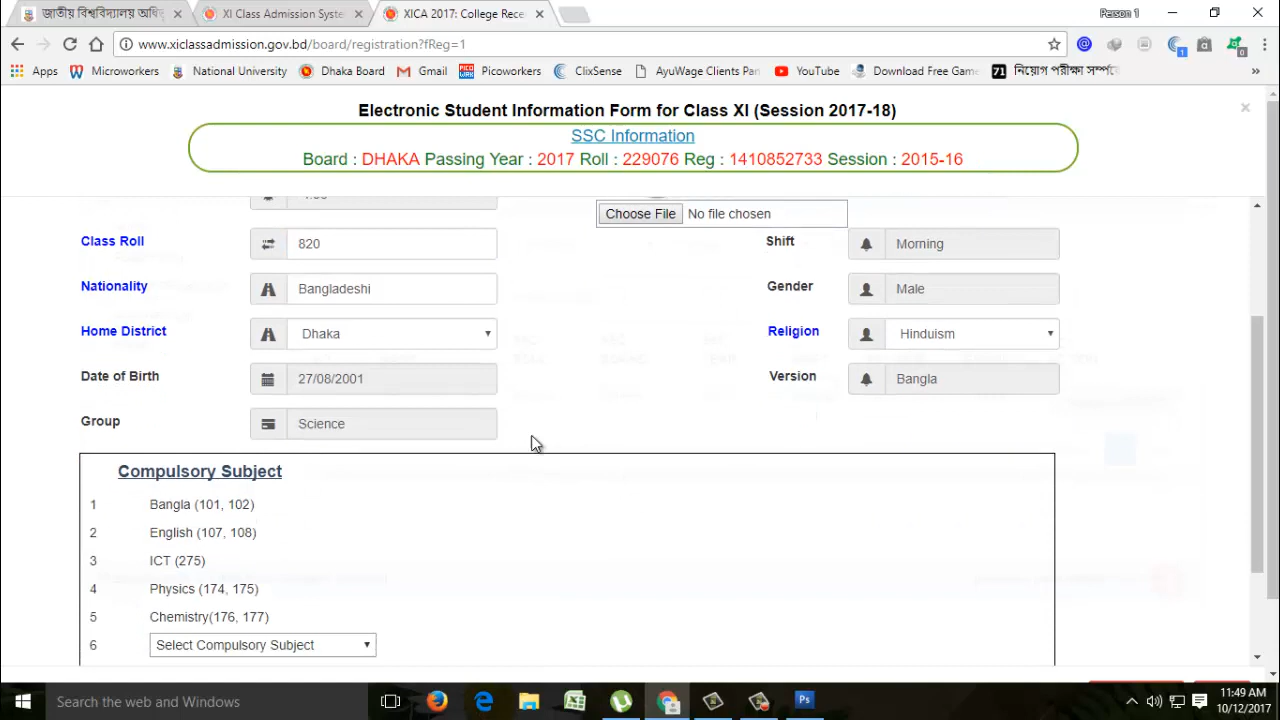 জাতীয় বিশ্ববিদ্যালয় অধিভু
XI Class Admission Syste
XICA 2017: College Rece
Person 1
www.xiclassadmission.gov.bd/board/registration?fReg=1
Apps
Microworkers
National University
Dhaka Board
Gmail
Picoworkers
ClixSense
AyuWage Clients Pan
YouTube
Download Free Game
71 নিয়োগ পরীক্ষা সম্পর্কে
»
Electronic Student Information Form for Class XI (Session 2017-18)
SSC Information
Board : DHAKA Passing Year : 2017 Roll : 229076 Reg : 1410852733 Session : 2015-16
Choose File No file chosen
Class Roll 820 Shift Morning
Nationality Bangladeshi Gender Male
Home District Dhaka Religion Hinduism
Date of Birth 27/08/2001 Version Bangla
Group Science
Compulsory Subject
1 Bangla (101, 102)
2 English (107, 108)
3 ICT (275)
4 Physics (174, 175)
5 Chemistry(176, 177)
6 Select Compulsory Subject
Search the web and Windows
11:49 AM
10/12/2017